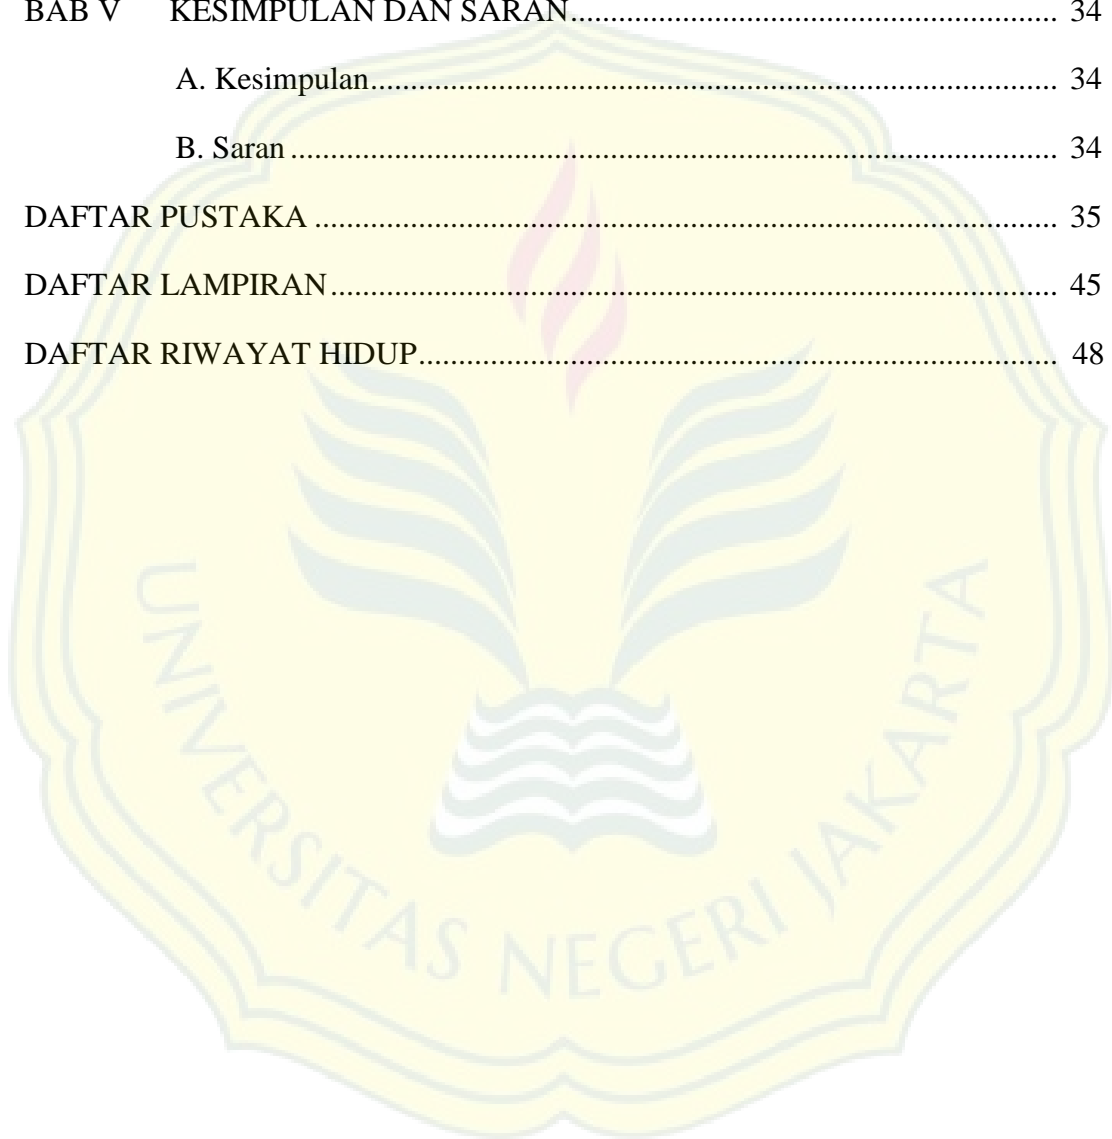 BAB V KESIMPULAN DAN SARAN.............................................................. 34
A. Kesimpulan...................................................................................... 34
B. Saran ................................................................................................ 34
DAFTAR PUSTAKA ............................................................................................. 35
DAFTAR LAMPIRAN........................................................................................... 45
DAFTAR RIWAYAT HIDUP................................................................................ 48
UNIVERSITAS NEGERI JAKARTA